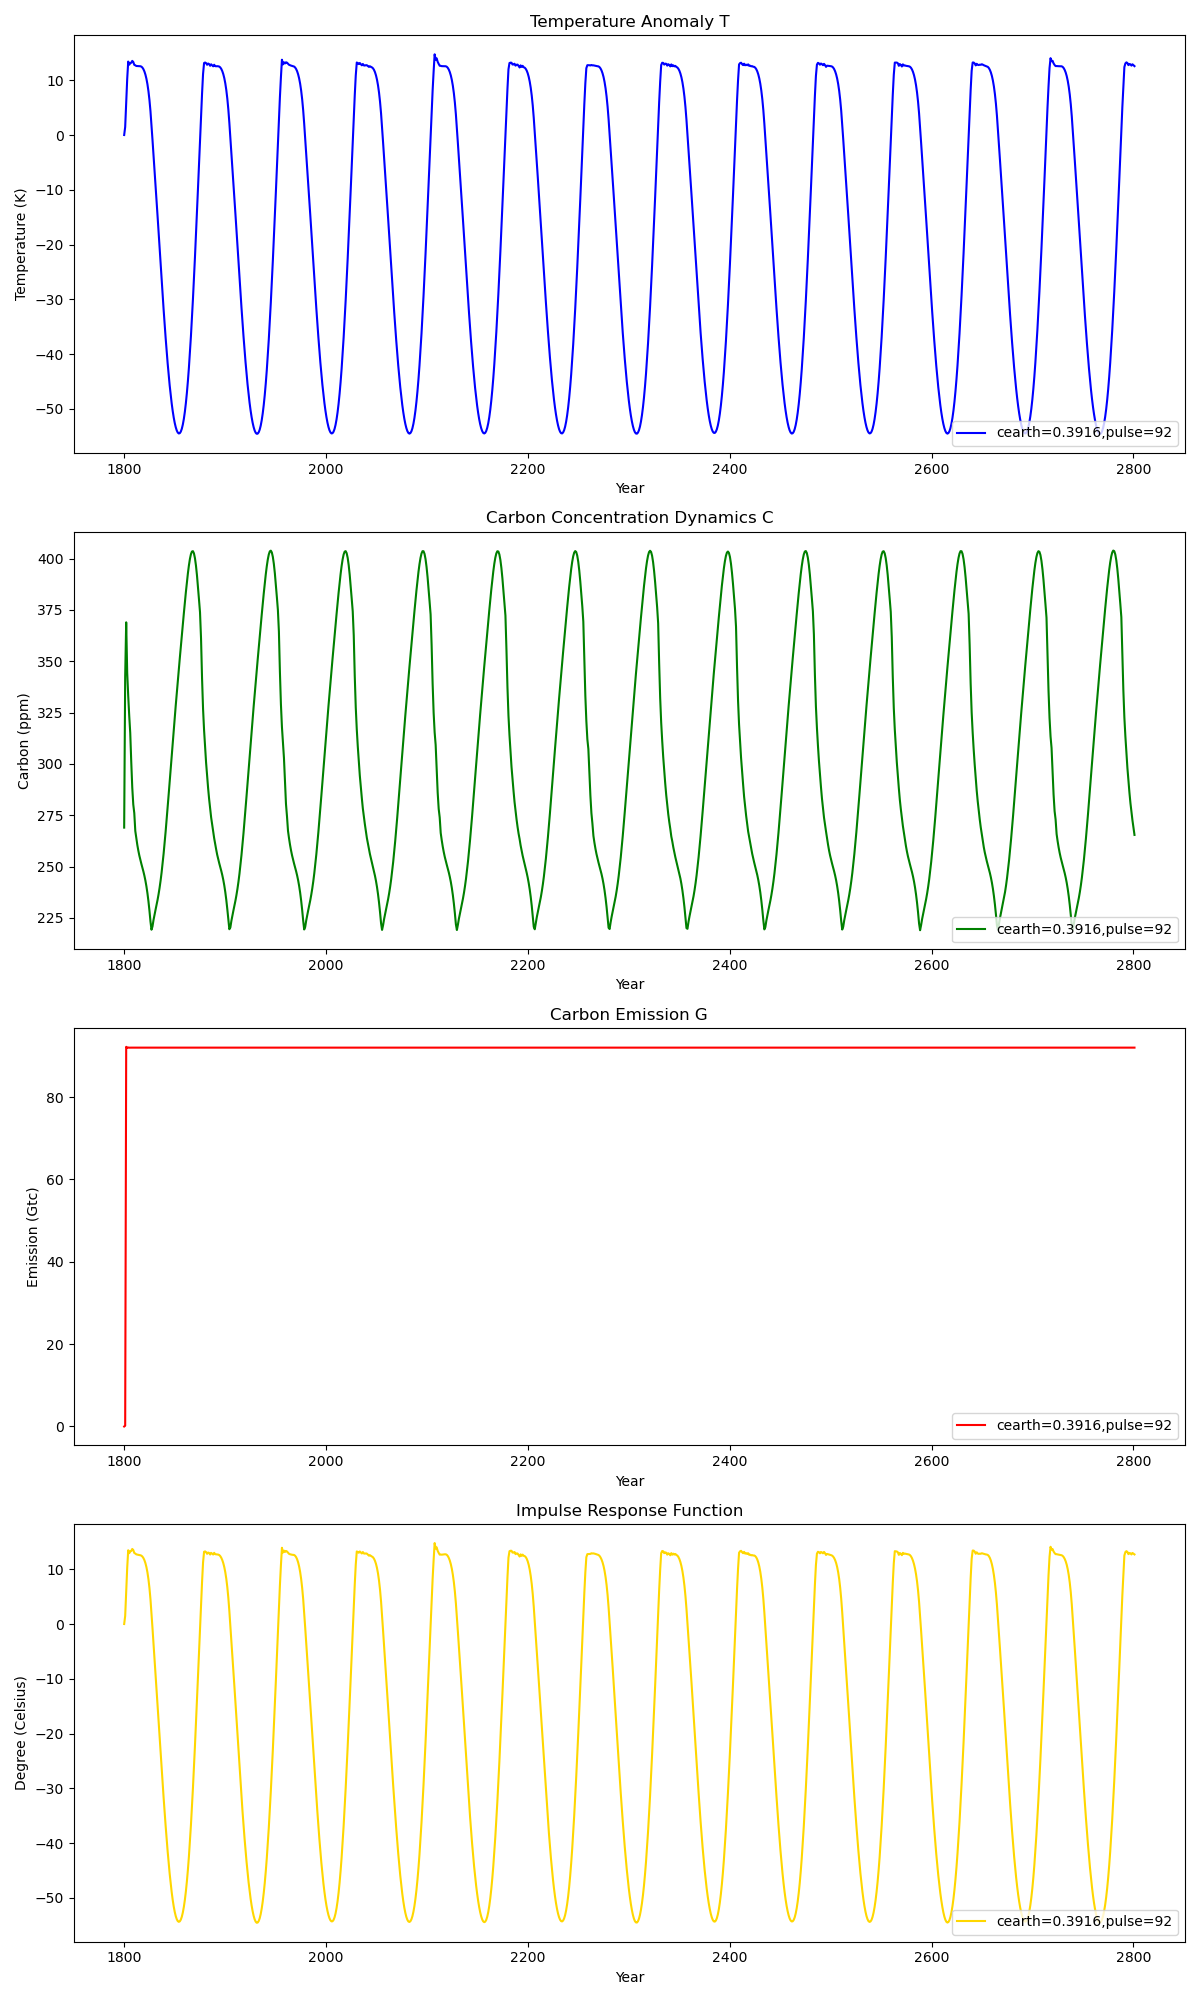 Temperature Anomaly T
10
0
−10
−20
−30
−40
−50
Temperature (K)
cearth=0.3916,pulse=92
1800 2000 2200 2400 2600 2800
Year
Carbon Concentration Dynamics C
400
375
350
325
300
275
250
225
Carbon (ppm)
cearth=0.3916,pulse=92
1800 2000 2200 2400 2600 2800
Year
Carbon Emission G
80
60
40
20
0
Emission (Gtc)
cearth=0.3916,pulse=92
1800 2000 2200 2400 2600 2800
Year
Impulse Response Function
10
0
−10
−20
−30
−40
−50
Degree (Celsius)
cearth=0.3916,pulse=92
1800 2000 2200 2400 2600 2800
Year